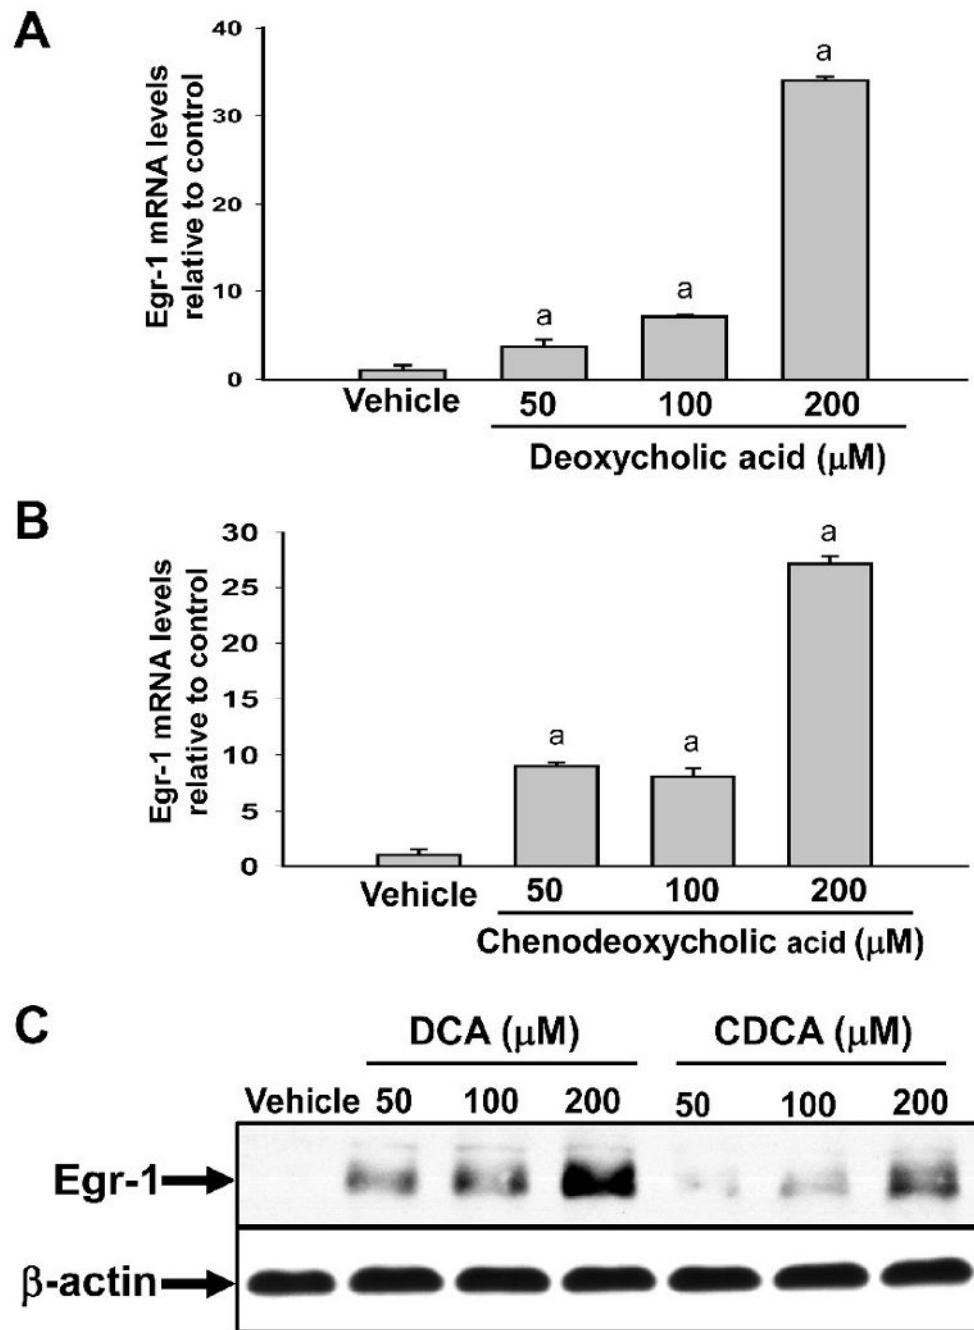 A
Egr-1 mRNA levels
relative to control
40
30
20
10
0
a
a
a
Vehicle 50 100 200
Deoxycholic acid (μM)
B
Egr-1 mRNA levels
relative to control
30
25
20
15
10
5
0
a
a
a
Vehicle 50 100 200
Chenodeoxycholic acid (μM)
C
DCA (μM) CDCA (μM)
Vehicle 50 100 200 50 100 200
Egr-1
β-actin